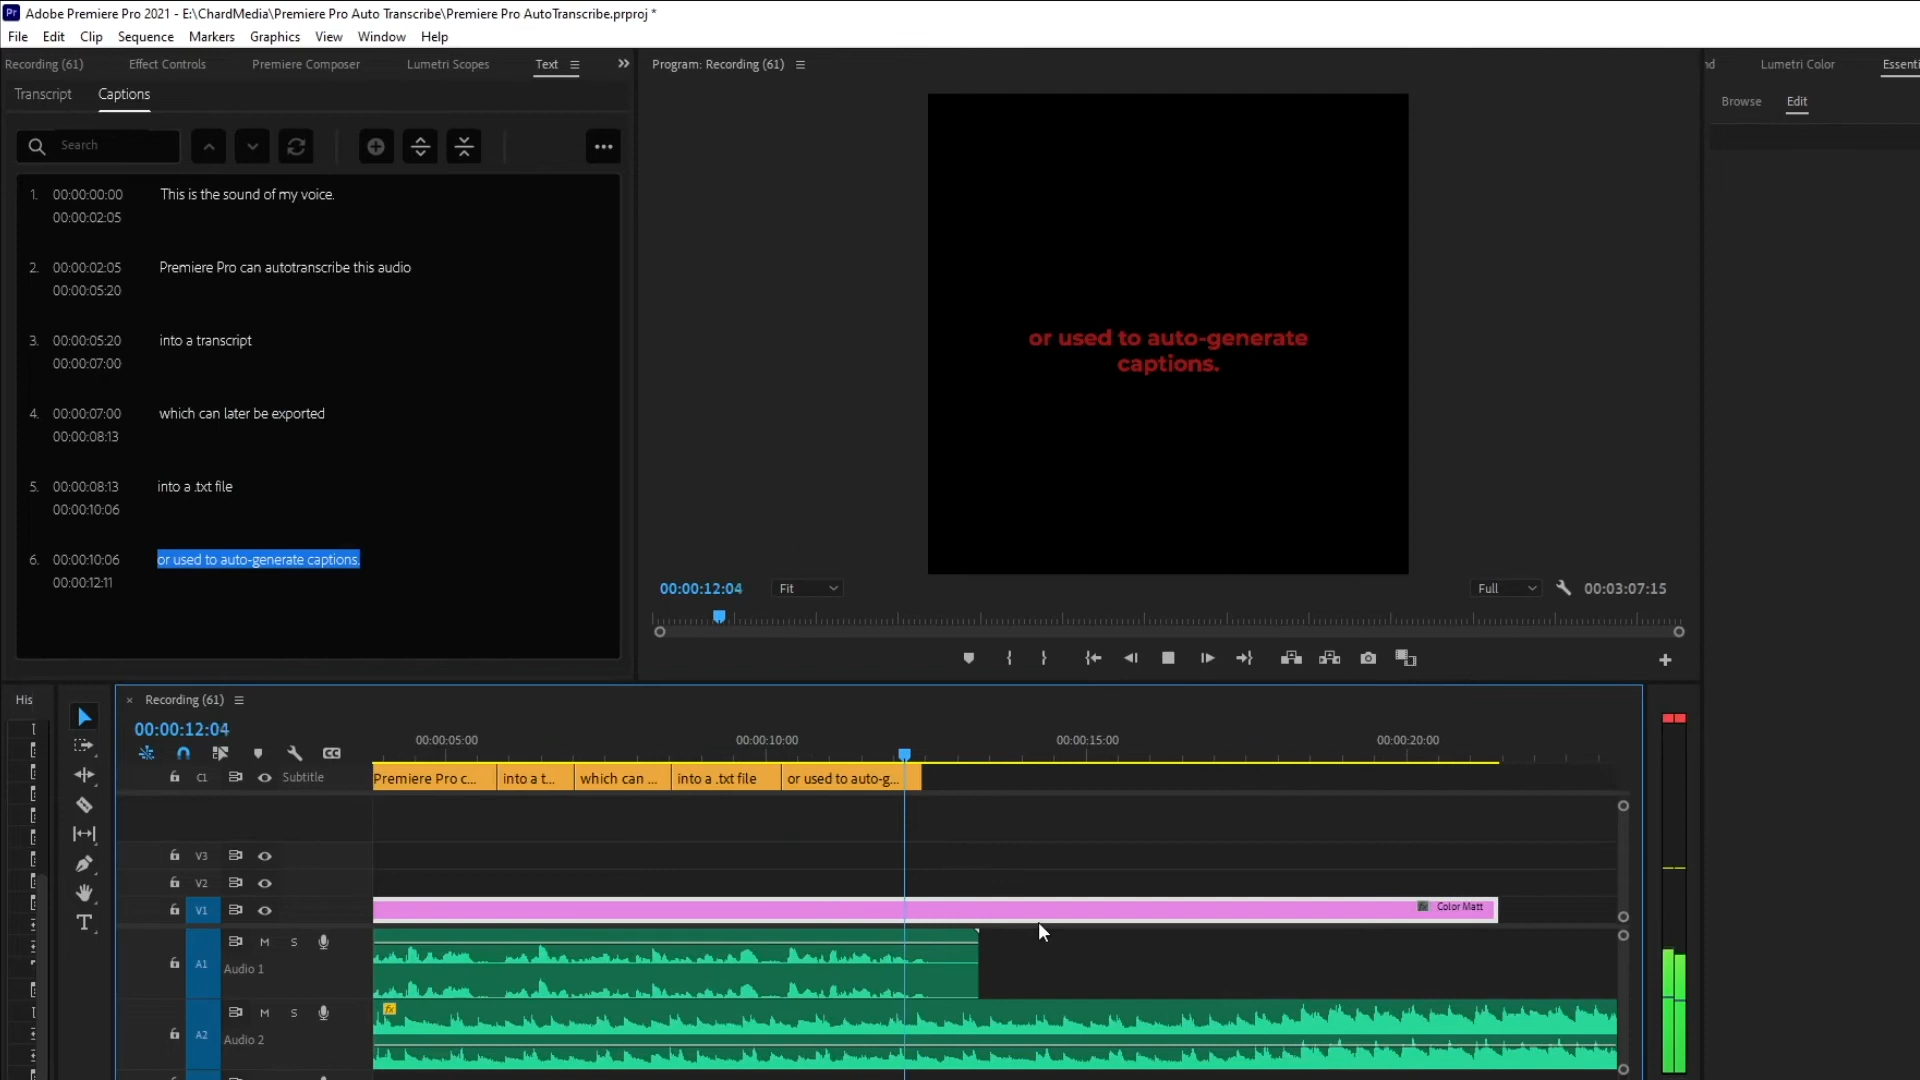 Pr Adobe Premiere Pro 2021 - E:\ChardMedia\Premiere Pro Auto Transcribe\Premiere Pro AutoTranscribe.prproj *
File Edit Clip Sequence Markers Graphics View Window Help
Recording (61) Effect Controls Premiere Composer Lumetri Scopes Text
Transcript Captions
Search
1. 00:00:00:00 This is the sound of my voice.
00:00:02:05
2. 00:00:02:05 Premiere Pro can autotranscribe this audio
00:00:05:20
3. 00:00:05:20 into a transcript
00:00:07:00
4. 00:00:07:00 which can later be exported
00:00:08:13
5. 00:00:08:13 into a .txt file
00:00:10:06
6. 00:00:10:06 or used to auto-generate captions.
00:00:12:11
Program: Recording (61)
or used to auto-generate
captions.
00:00:12:04 Fit Full 00:03:07:15
nd Lumetri Color Essenti
Browse Edit
His
× Recording (61)
00:00:12:04
00:00:05:00 00:00:10:00 00:00:15:00 00:00:20:00
CC
C1 Subtitle Premiere Pro c... into a t... which can ... into a .txt file or used to auto-g...
V3
V2
V1 fx Color Matt
M S
A1 Audio 1
fx
M S
A2 Audio 2